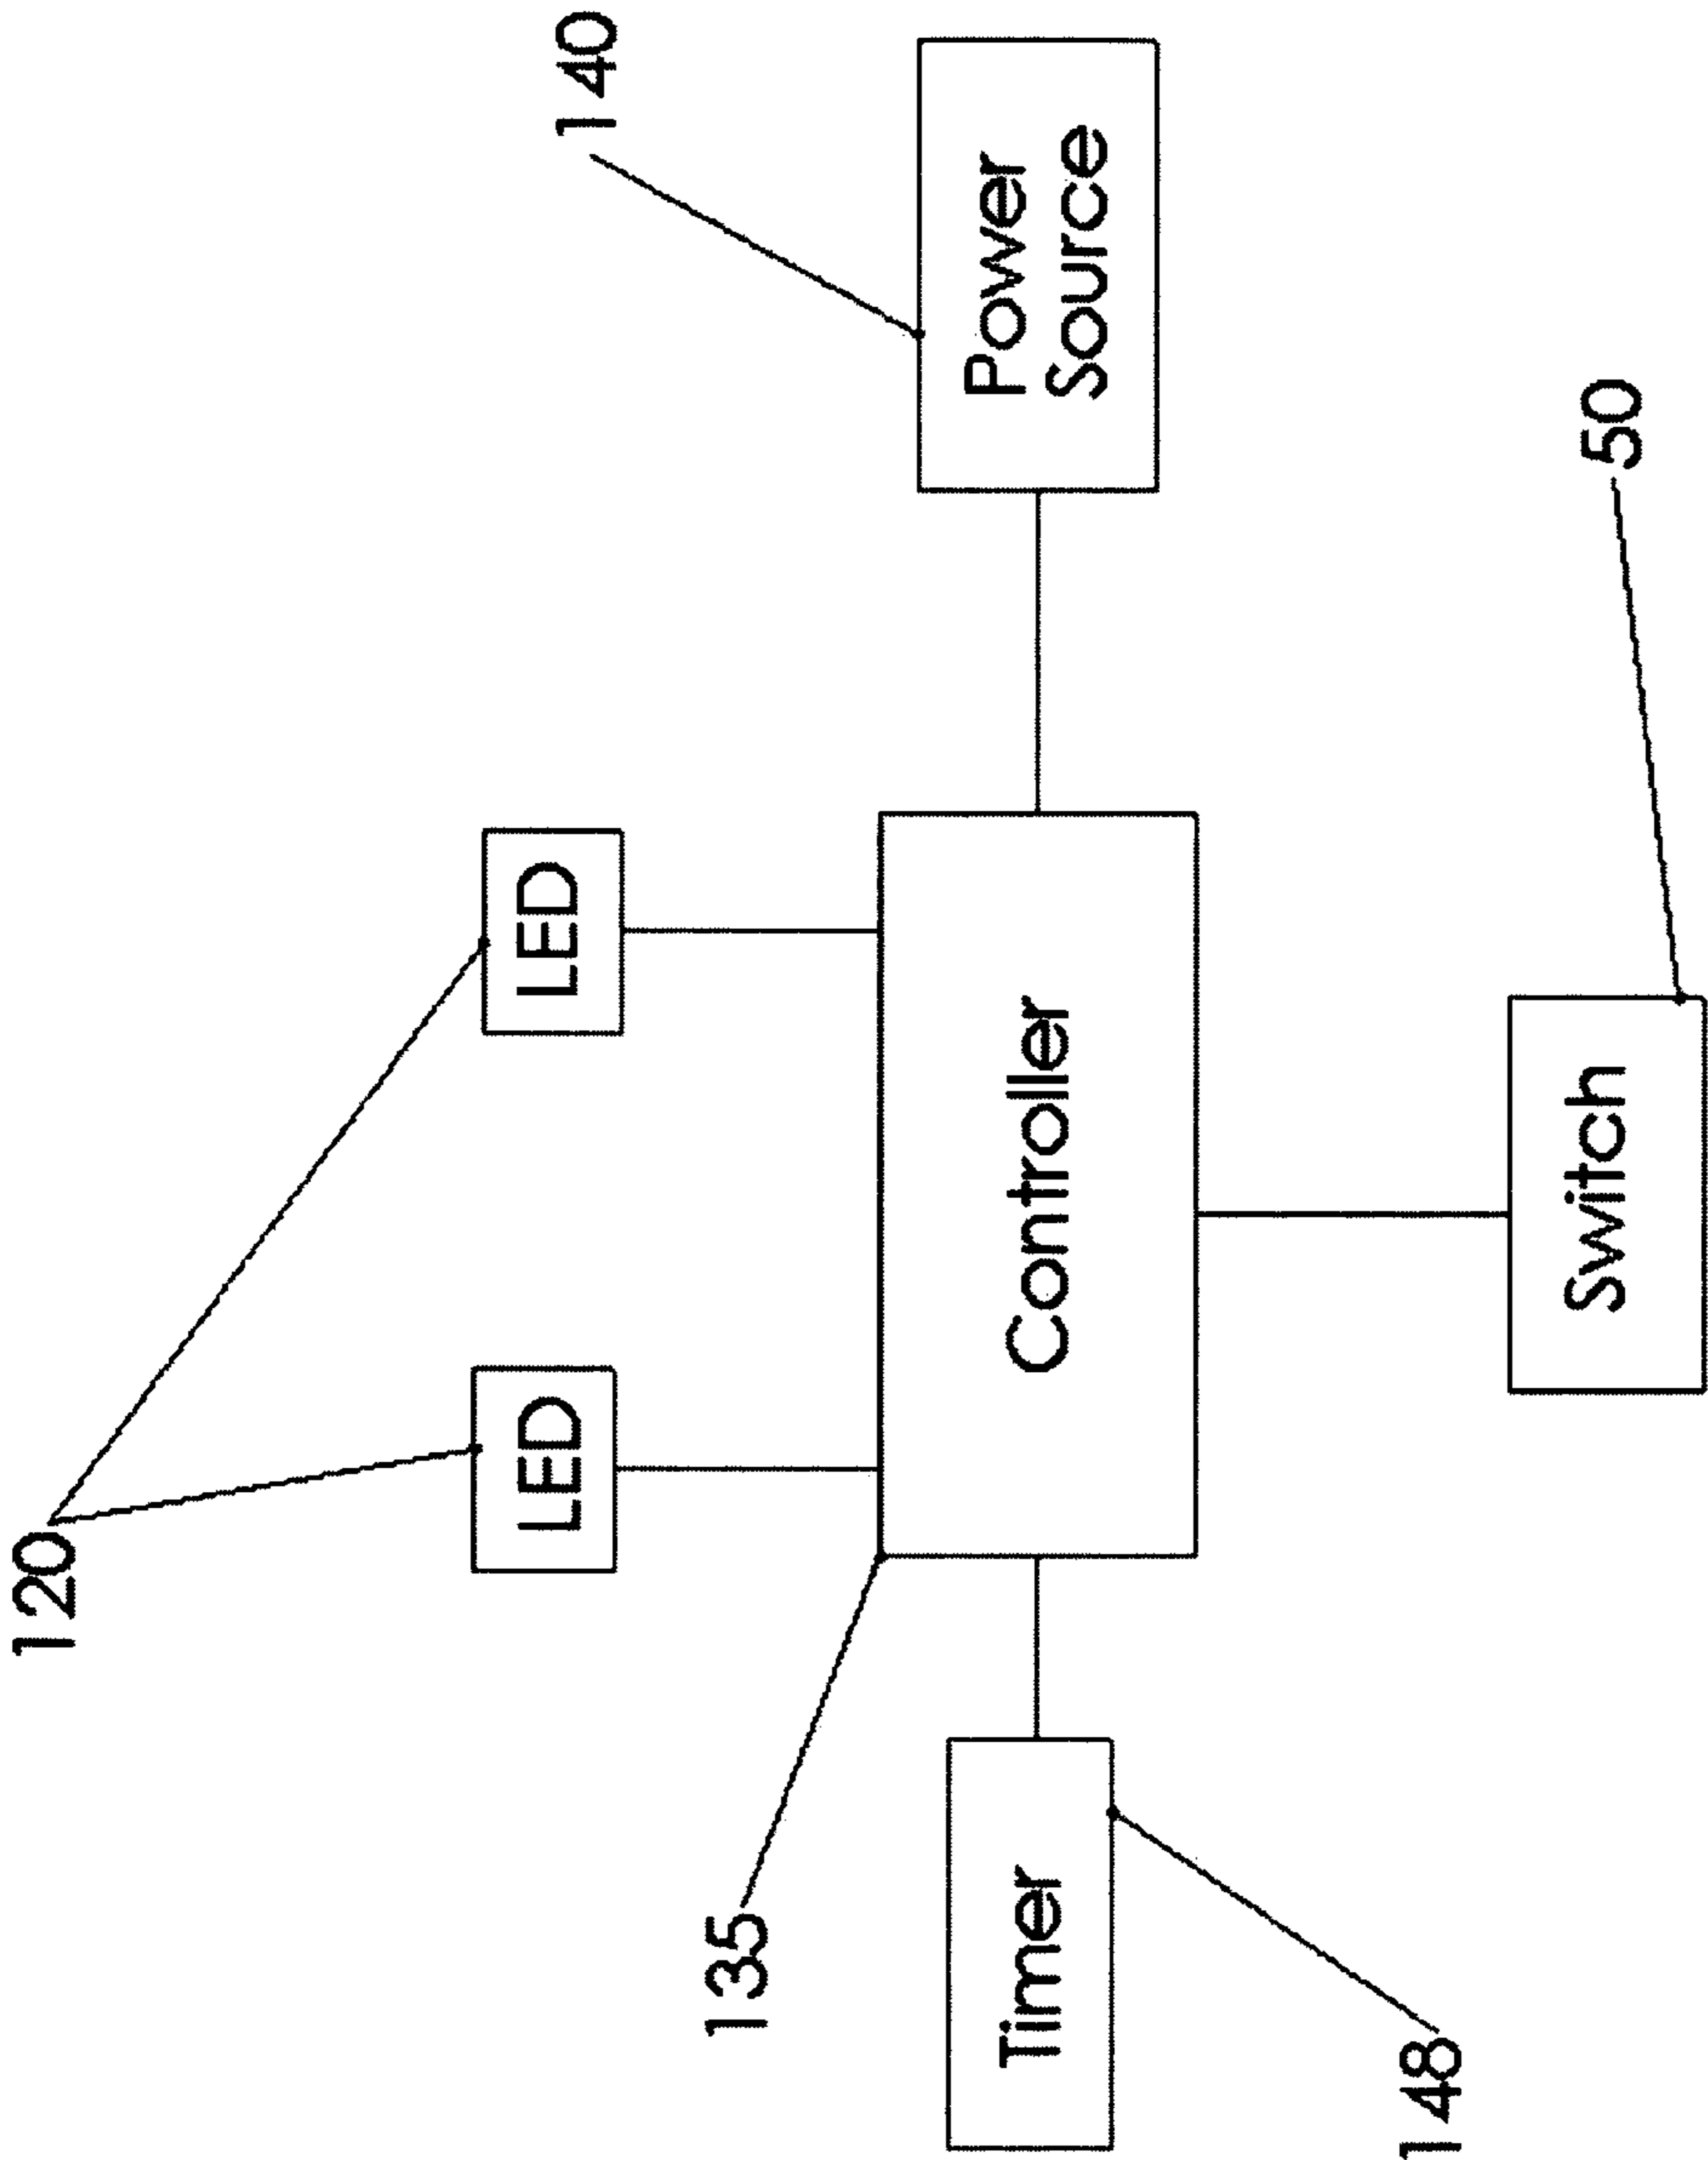 120
LED
LED
140
135
Timer
Controller
Power
Source
148
Switch
50